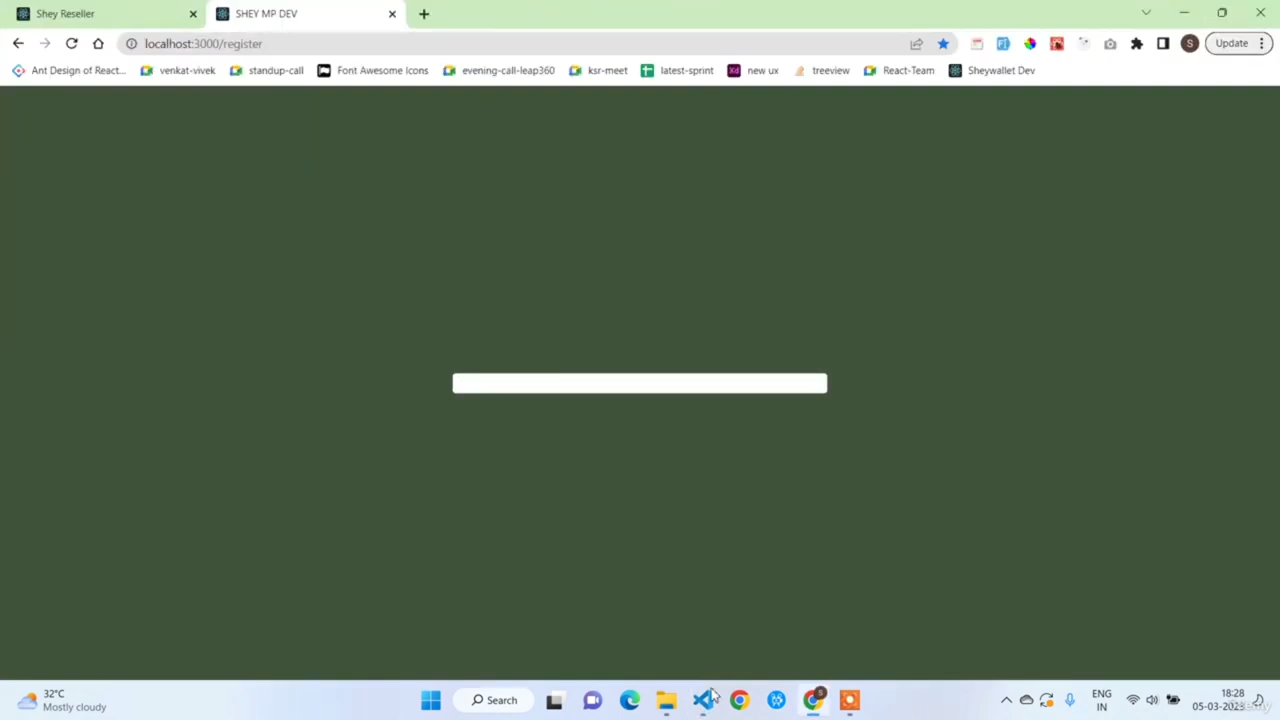 Shey Reseller
SHEY MP DEV
localhost:3000/register
S
Update
Ant Design of React...
venkat-vivek
standup-call
Font Awesome Icons
evening-call-leap360
ksr-meet
latest-sprint
Xd
new ux
treeview
React-Team
Sheywallet Dev
32°C
Mostly cloudy
Search
S
ENG
IN
18:28
05-03-2023